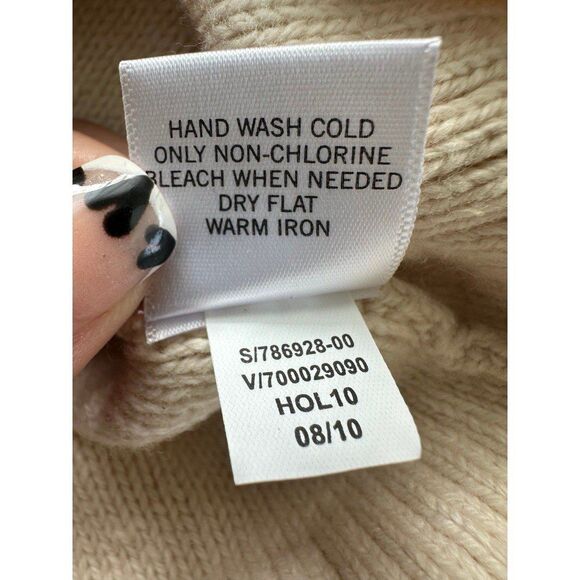 HAND WASH COLD
ONLY NON-CHLORINE
BLEACH WHEN NEEDED
DRY FLAT
WARM IRON
S/786928-00
V/700029090
HOL10
08/10